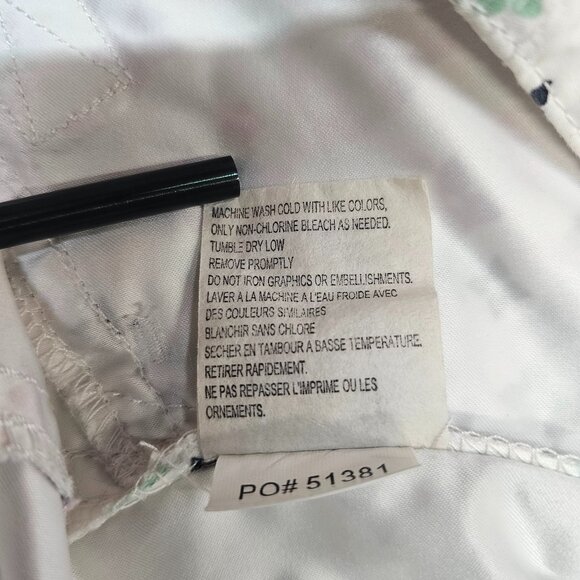 MACHINE WASH COLD WITH LIKE COLORS,
ONLY NON-CHLORINE BLEACH AS NEEDED.
TUMBLE DRY LOW
REMOVE PROMPTLY
DO NOT IRON GRAPHICS OR EMBELLISHMENTS.
LAVER À LA MACHINE A L'EAU FROIDE AVEC
DES COULEURS SIMILAIRES
BLANCHIR SANS CHLORE
SECHER EN TAMBOUR A BASSE TEMPERATURE.
RETIRER RAPIDEMENT.
NE PAS REPASSER L'IMPRIME OU LES
ORNEMENTS.
PO# 51381